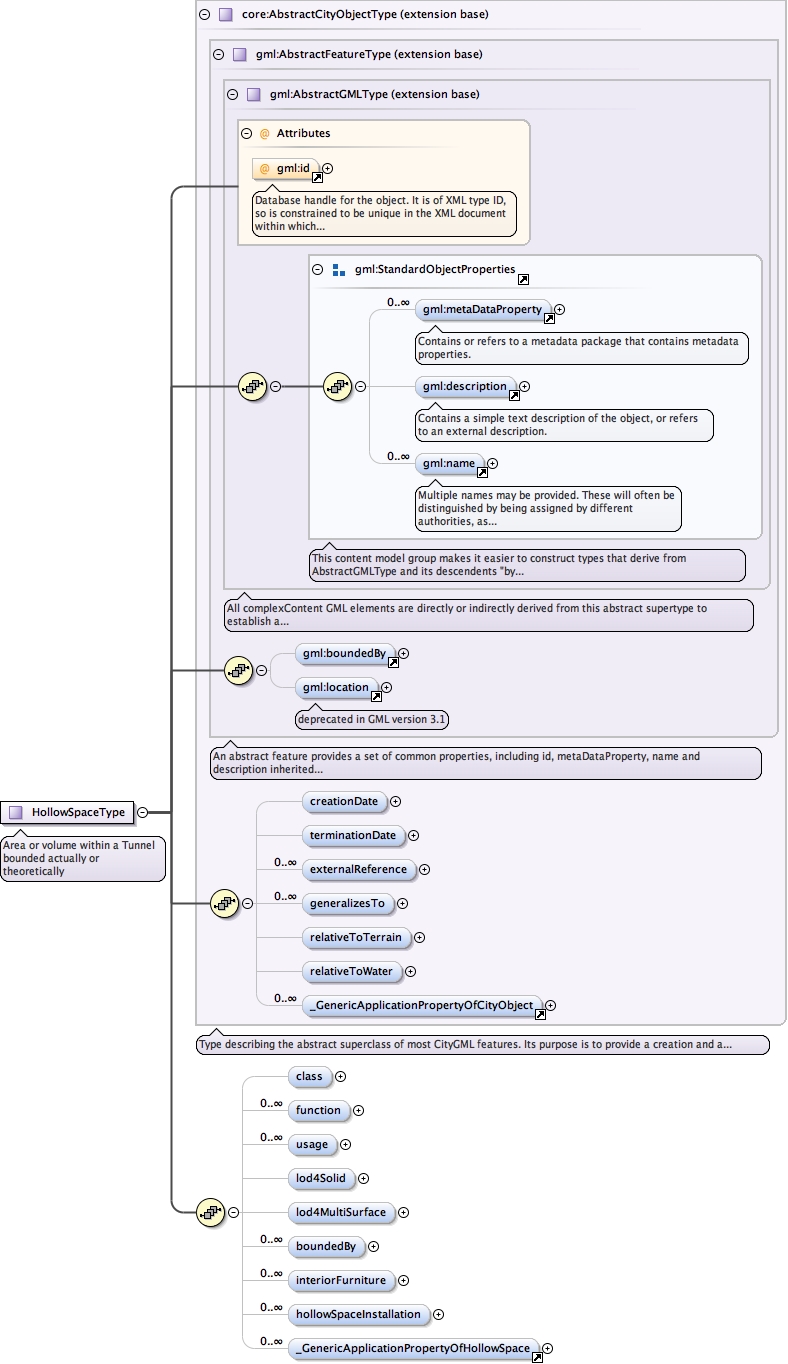 core:AbstractCityObjectType (extension base)
gml:AbstractFeatureType (extension base)
gml:AbstractGMLType (extension base)
@ Attributes
@ gml:id
Database handle for the object. It is of XML type ID,
so is constrained to be unique in the XML document
within which...
gml:StandardObjectProperties
0..∞
gml:metaDataProperty
Contains or refers to a metadata package that contains metadata
properties.
gml:description
Contains a simple text description of the object, or refers
to an external description.
0..∞
gml:name
Multiple names may be provided. These will often be
distinguished by being assigned by different
authorities, as...
This content model group makes it easier to construct types that derive from
AbstractGMLType and its descendents "by...
All complexContent GML elements are directly or indirectly derived from this abstract supertype to
establish a...
gml:boundedBy
gml:location
deprecated in GML version 3.1
An abstract feature provides a set of common properties, including id, metaDataProperty, name and
description inherited...
HollowSpaceType
Area or volume within a Tunnel
bounded actually or
theoretically
creationDate
terminationDate
0..∞
externalReference
0..∞
generalizesTo
relativeToTerrain
relativeToWater
0..∞
_GenericApplicationPropertyOfCityObject
Type describing the abstract superclass of most CityGML features. Its purpose is to provide a creation and a...
class
0..∞
function
0..∞
usage
lod4Solid
lod4MultiSurface
0..∞
boundedBy
0..∞
interiorFurniture
0..∞
hollowSpaceInstallation
0..∞
_GenericApplicationPropertyOfHollowSpace